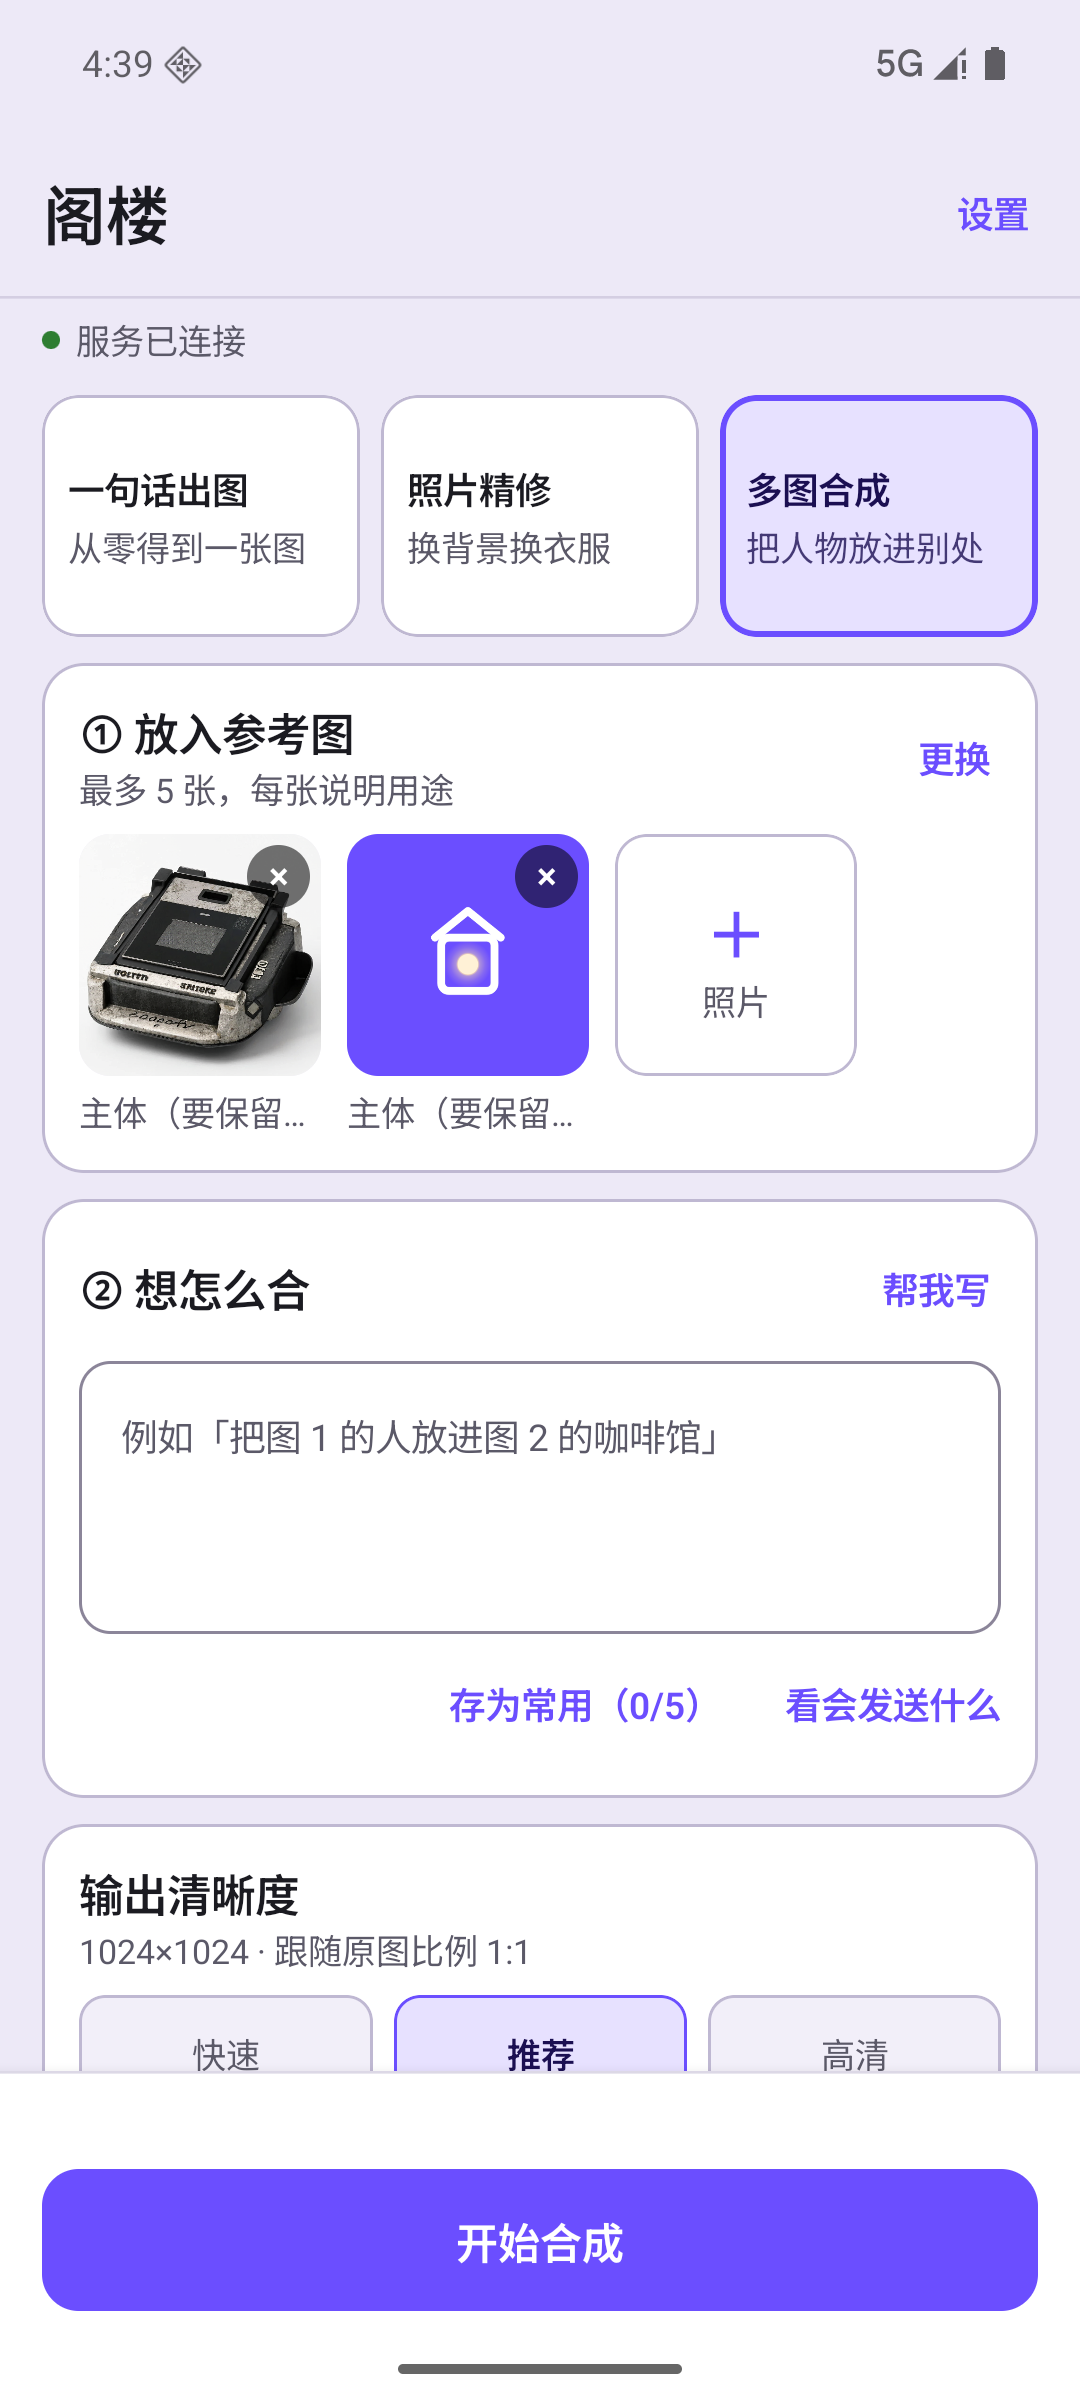 4:39
5G
阁楼
设置
服务已连接
一句话出图
从零得到一张图
照片精修
换背景换衣服
多图合成
把人物放进别处
① 放入参考图
最多 5 张，每张说明用途
更换
×
×
照片
主体（要保留...
主体（要保留...
② 想怎么合
帮我写
例如「把图 1 的人放进图 2 的咖啡馆」
存为常用（0/5）
看会发送什么
输出清晰度
1024×1024 · 跟随原图比例 1:1
快速
推荐
高清
开始合成